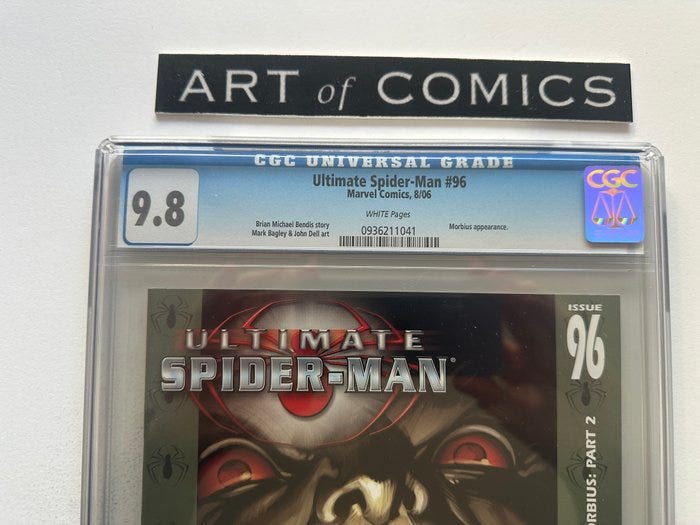 ART of COMICS
CGC UNIVERSAL GRADE
9.8
Ultimate Spider-Man #96
Marvel Comics, 8/06
WHITE Pages
Brian Michael Bendis story
Mark Bagley & John Dell art
0936211041
Morbius appearance.
CGC
ULTIMATE
SPIDER-MAN
ISSUE
96
RBIUS: PART 2